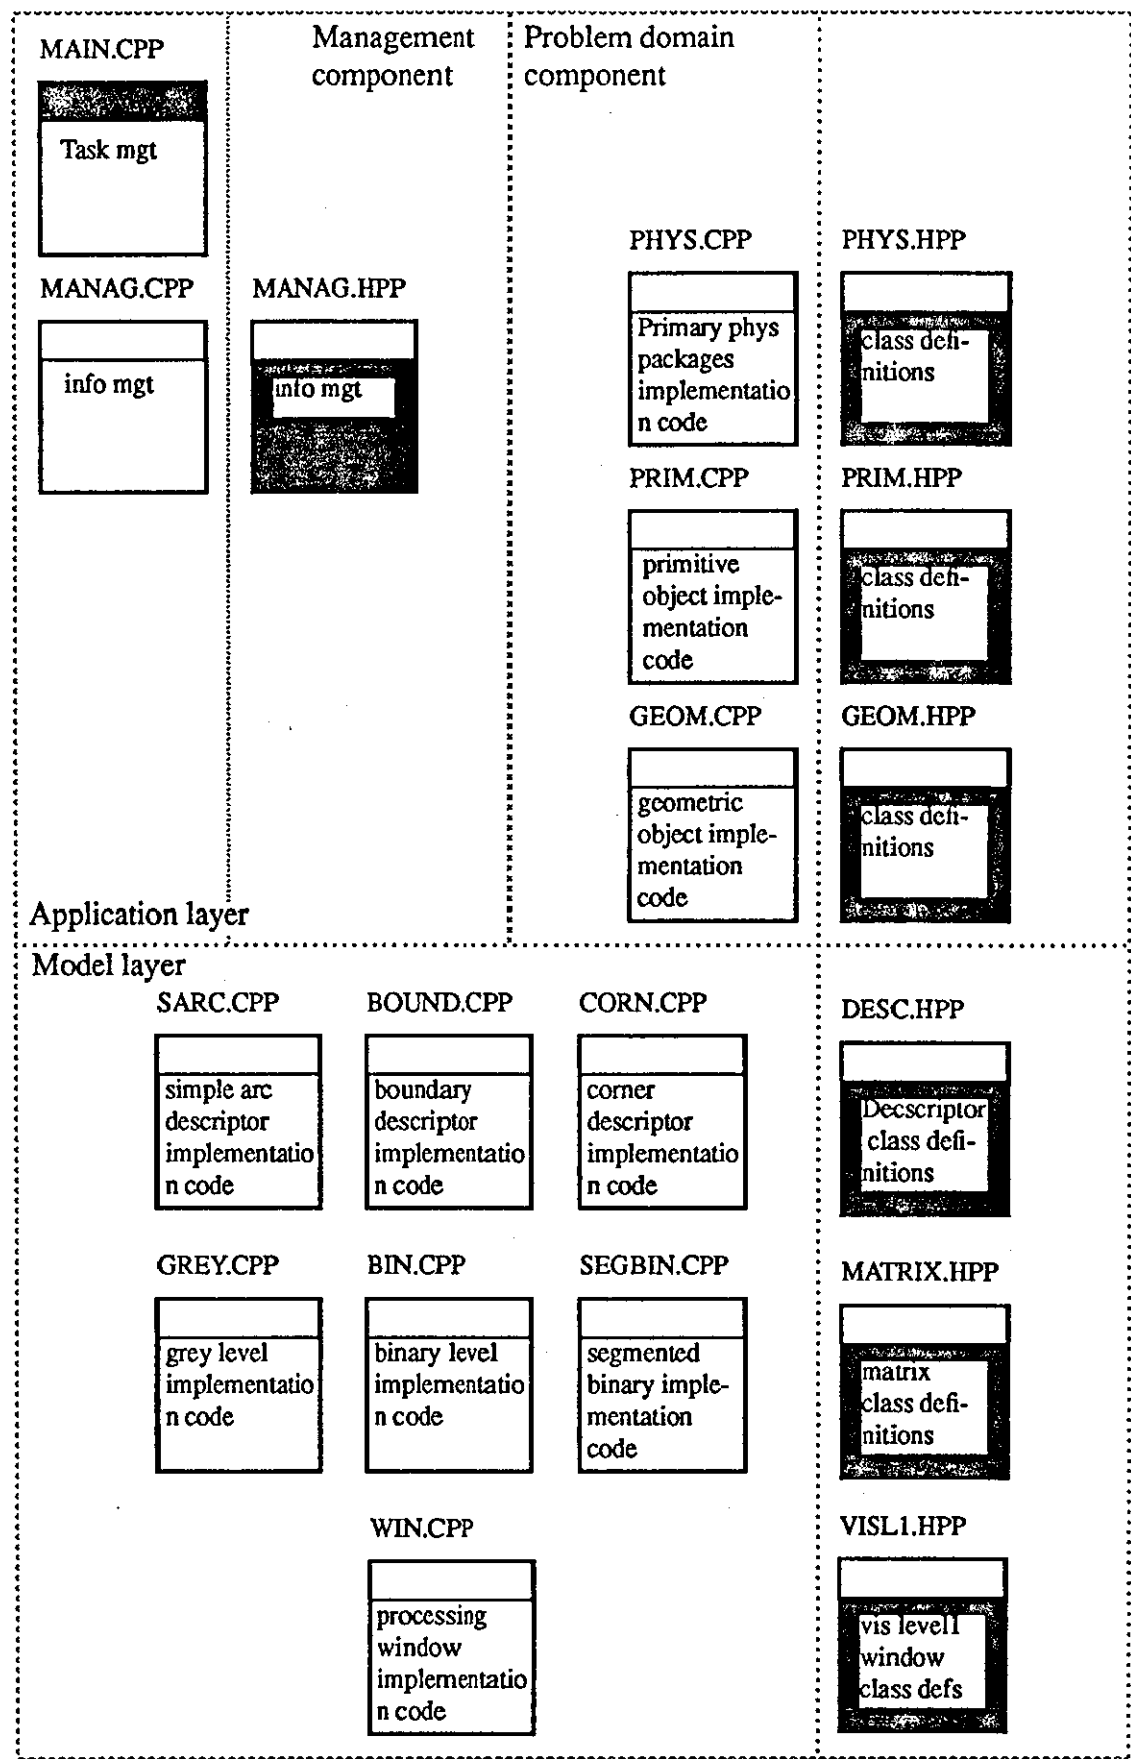 MAIN.CPP
Management
component
Problem domain
component
Task mgt
MANAG.CPP
MANAG.HPP
info mgt
info mgt
PHYS.CPP
PHYS.HPP
Primary phys
packages
implementatio
n code
class defi-
nitions
PRIM.CPP
PRIM.HPP
primitive
object imple-
mentation
code
class defi-
nitions
GEOM.CPP
GEOM.HPP
geometric
object imple-
mentation
code
class defi-
nitions
Application layer
Model layer
SARC.CPP
BOUND.CPP
CORN.CPP
DESC.HPP
simple arc
descriptor
implementatio
n code
boundary
descriptor
implementatio
n code
corner
descriptor
implementatio
n code
Decscriptor
class defi-
nitions
GREY.CPP
BIN.CPP
SEGBIN.CPP
MATRIX.HPP
grey level
implementatio
n code
binary level
implementatio
n code
segmented
binary imple-
mentation
code
matrix
class defi-
nitions
WIN.CPP
VISL1.HPP
processing
window
implementatio
n code
vis level1
window
class defs